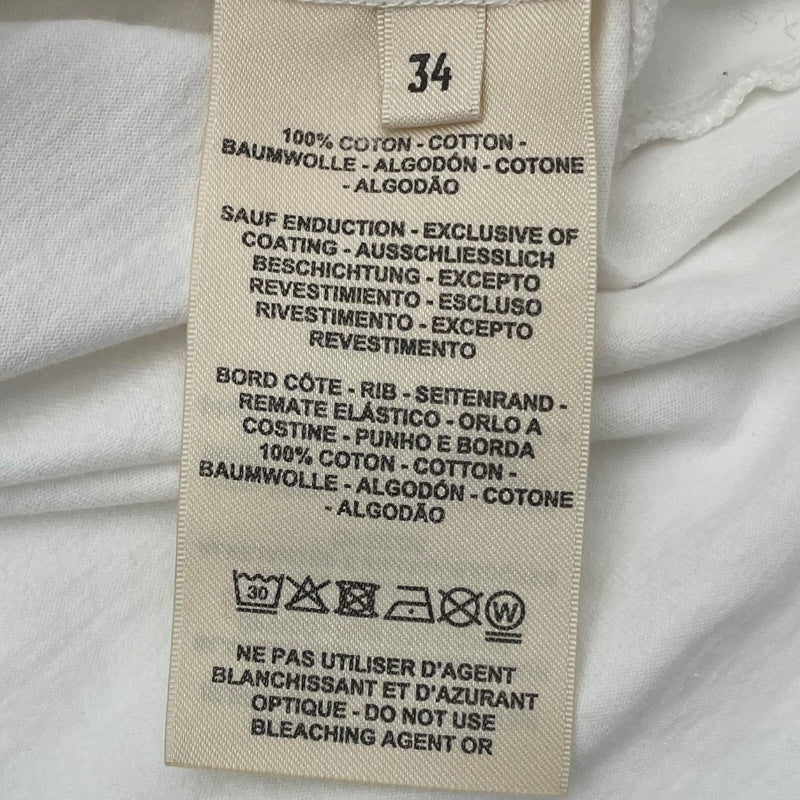 34
100% COTON - COTTON -
BAUMWOLLE - ALGODÓN - COTONE
- ALGODÃO
SAUF ENDUCTION - EXCLUSIVE OF
COATING - AUSSCHLIESSLICH
BESCHICHTUNG - EXCEPTO
REVESTIMIENTO - ESCLUSO
RIVESTIMENTO - EXCEPTO
REVESTIMENTO
BORD CÔTE - RIB - SEITENRAND -
REMATE ELÁSTICO - ORLO A
COSTINE - PUNHO E BORDA
100% COTON - COTTON -
BAUMWOLLE - ALGODÓN - COTONE
- ALGODÃO
30 W
NE PAS UTILISER D'AGENT
BLANCHISSANT ET D'AZURANT
OPTIQUE - DO NOT USE
BLEACHING AGENT OR